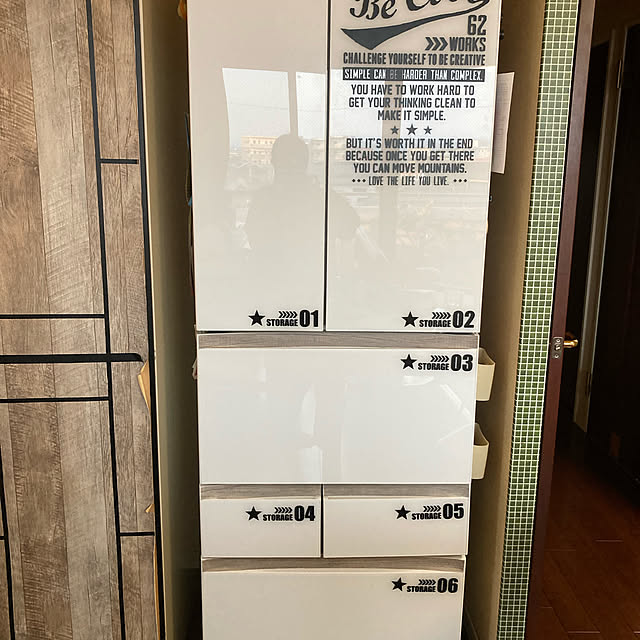 Be
62
WORKS
CHALLENGE YOURSELF TO BE CREATIVE
SIMPLE CAN BE HARDER THAN COMPLEX.
YOU HAVE TO WORK HARD TO
GET YOUR THINKING CLEAN TO
MAKE IT SIMPLE.
BUT IT'S WORTH IT IN THE END
BECAUSE ONCE YOU GET THERE
YOU CAN MOVE MOUNTAINS.
LOVE THE LIFE YOU LIVE.
STORAGE 01
STORAGE 02
STORAGE 03
STORAGE 04
STORAGE 05
STORAGE 06